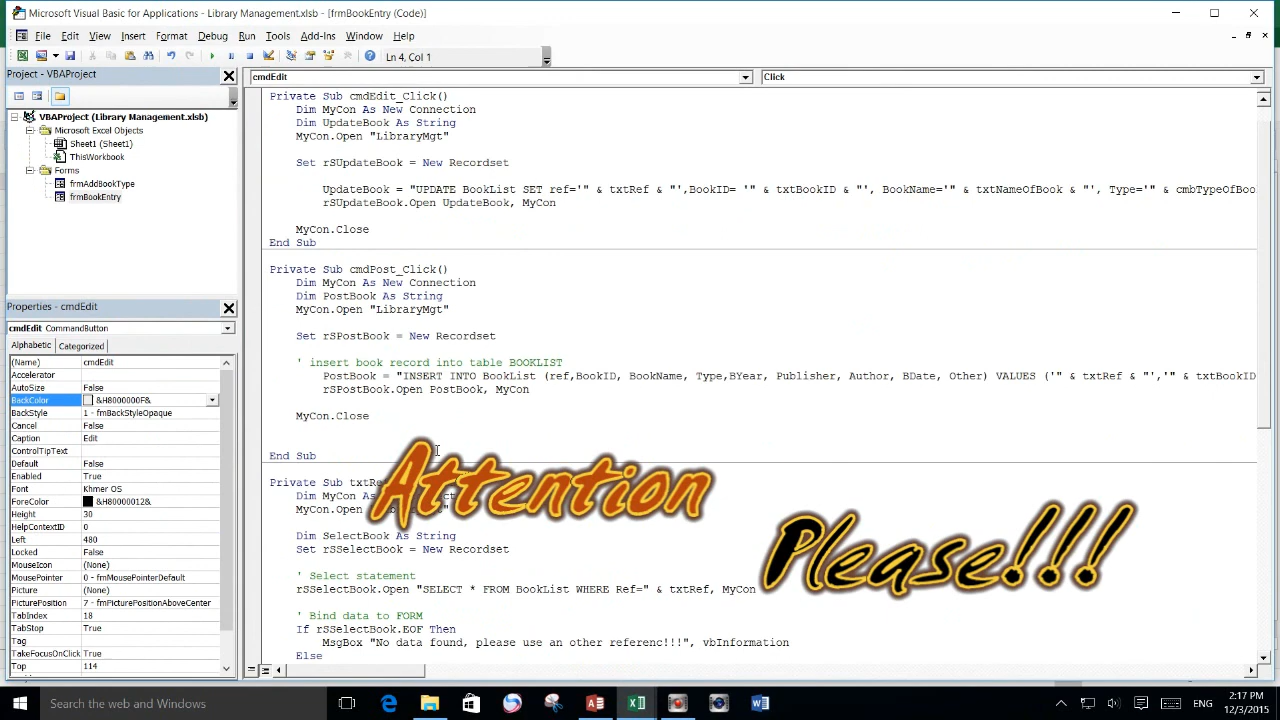 Microsoft Visual Basic for Applications - Library Management.xlsb - [frmBookEntry (Code)]
File Edit View Insert Format Debug Run Tools Add-Ins Window Help
Ln 4, Col 1
Project - VBAProject
VBAProject (Library Management.xlsb)
Microsoft Excel Objects
Sheet1 (Sheet1)
ThisWorkbook
Forms
frmAddBookType
frmBookEntry
Properties - cmdEdit
cmdEdit CommandButton
Alphabetic Categorized
(Name) cmdEdit
Accelerator
AutoSize False
BackColor &H8000000F&
BackStyle 1 - fmBackStyleOpaque
Cancel False
Caption Edit
ControlTipText
Default False
Enabled True
Font Khmer OS
ForeColor &H80000012&
Height 30
HelpContextID 0
Left 480
Locked False
MouseIcon (None)
MousePointer 0 - fmMousePointerDefault
Picture (None)
PicturePosition 7 - fmPicturePositionAboveCenter
TabIndex 18
TabStop True
Tag
TakeFocusOnClick True
Top 114
cmdEdit Click
Private Sub cmdEdit_Click()
Dim MyCon As New Connection
Dim UpdateBook As String
MyCon.Open "LibraryMgt"
Set rSUpdateBook = New Recordset
UpdateBook = "UPDATE BookList SET ref='" & txtRef & "',BookID= '" & txtBookID & "', BookName='" & txtNameOfBook & "', Type='" & cmbTypeOfBoo
rSUpdateBook.Open UpdateBook, MyCon
MyCon.Close
End Sub
Private Sub cmdPost_Click()
Dim MyCon As New Connection
Dim PostBook As String
MyCon.Open "LibraryMgt"
Set rSPostBook = New Recordset
' insert book record into table BOOKLIST
PostBook = "INSERT INTO BookList (ref,BookID, BookName, Type,BYear, Publisher, Author, BDate, Other) VALUES ('" & txtRef & "','" & txtBookID
rSPostBook.Open PostBook, MyCon
MyCon.Close
End Sub
Private Sub txtRe
Dim MyCon As
MyCon.Open
Dim SelectBook As String
Set rSSelectBook = New Recordset
' Select statement
rSSelectBook.Open "SELECT * FROM BookList WHERE Ref=" & txtRef, MyCon
' Bind data to FORM
If rSSelectBook.EOF Then
MsgBox "No data found, please use an other referenc!!!", vbInformation
Else
Attention
Please!!!
Search the Web and Windows
ENG
2:17 PM
12/3/2015